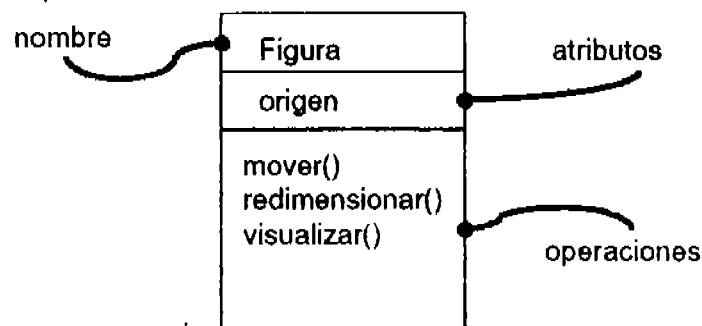 nombre
Figura
atributos
origen
mover()
redimensionar()
visualizar()
operaciones